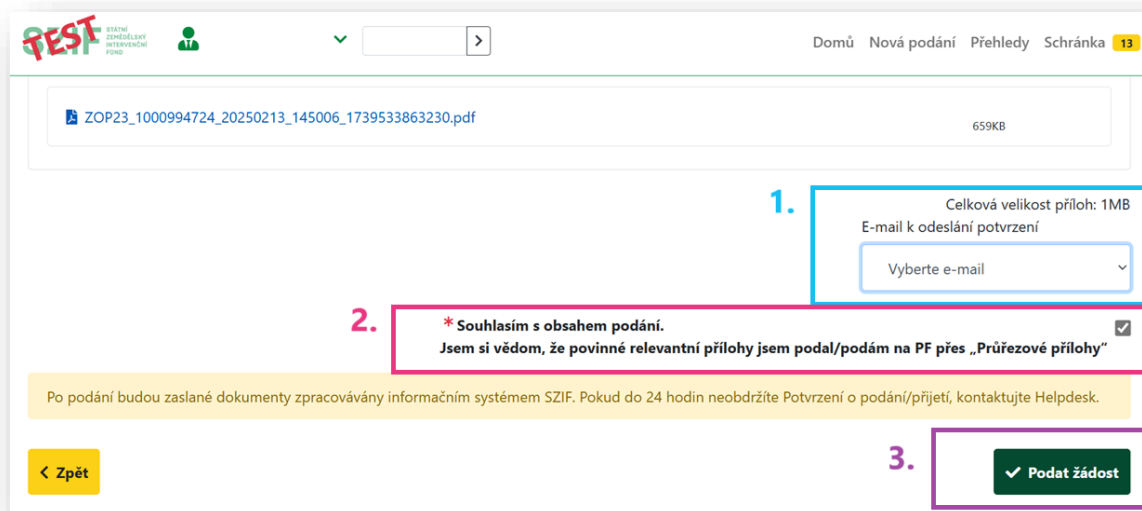 TEST
SZIF
STÁTNÍ
ZEMĚDĚLSKÝ
INTERVENČNÍ
FOND
Domů Nová podání Přehledy Schránka 13
ZOP23_1000994724_20250213_145006_1739533863230.pdf
659KB
1.
Celková velikost příloh: 1MB
E-mail k odeslání potvrzení
Vyberte e-mail
2.
* Souhlasím s obsahem podání.
Jsem si vědom, že povinné relevantní přílohy jsem podal/podám na PF přes „Průřezové přílohy“
Po podání budou zaslané dokumenty zpracovávány informačním systémem SZIF. Pokud do 24 hodin neobdržíte Potvrzení o podání/přijetí, kontaktujte Helpdesk.
Zpět
3.
Podat žádost